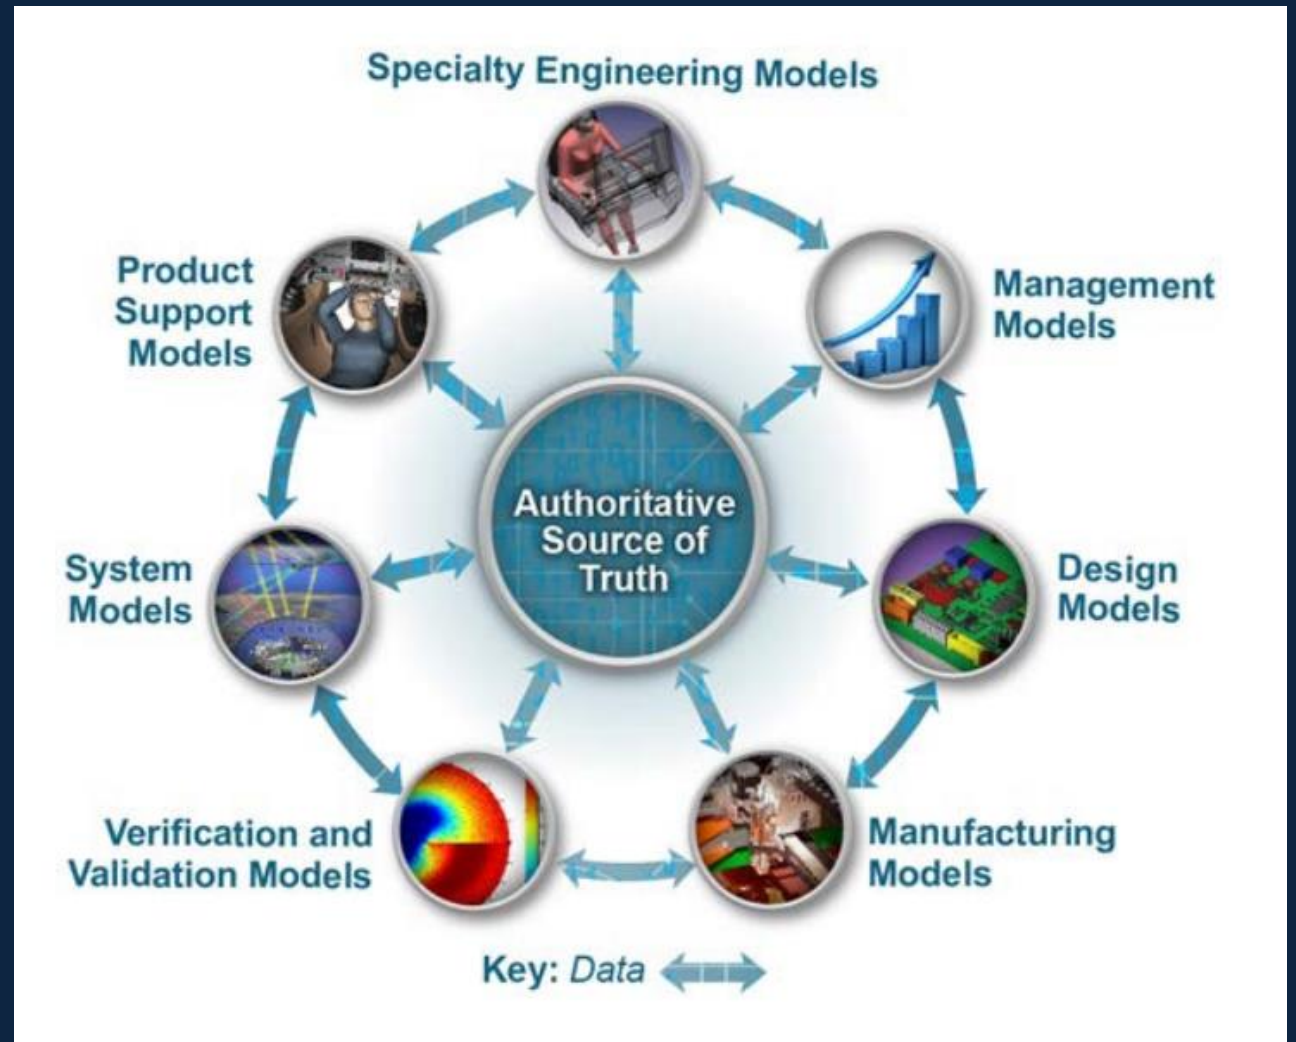 Specialty Engineering Models
Product
Support
Models
Management
Models
Authoritative
Source of
Truth
System
Models
Design
Models
Verification and
Validation Models
Manufacturing
Models
Key: Data